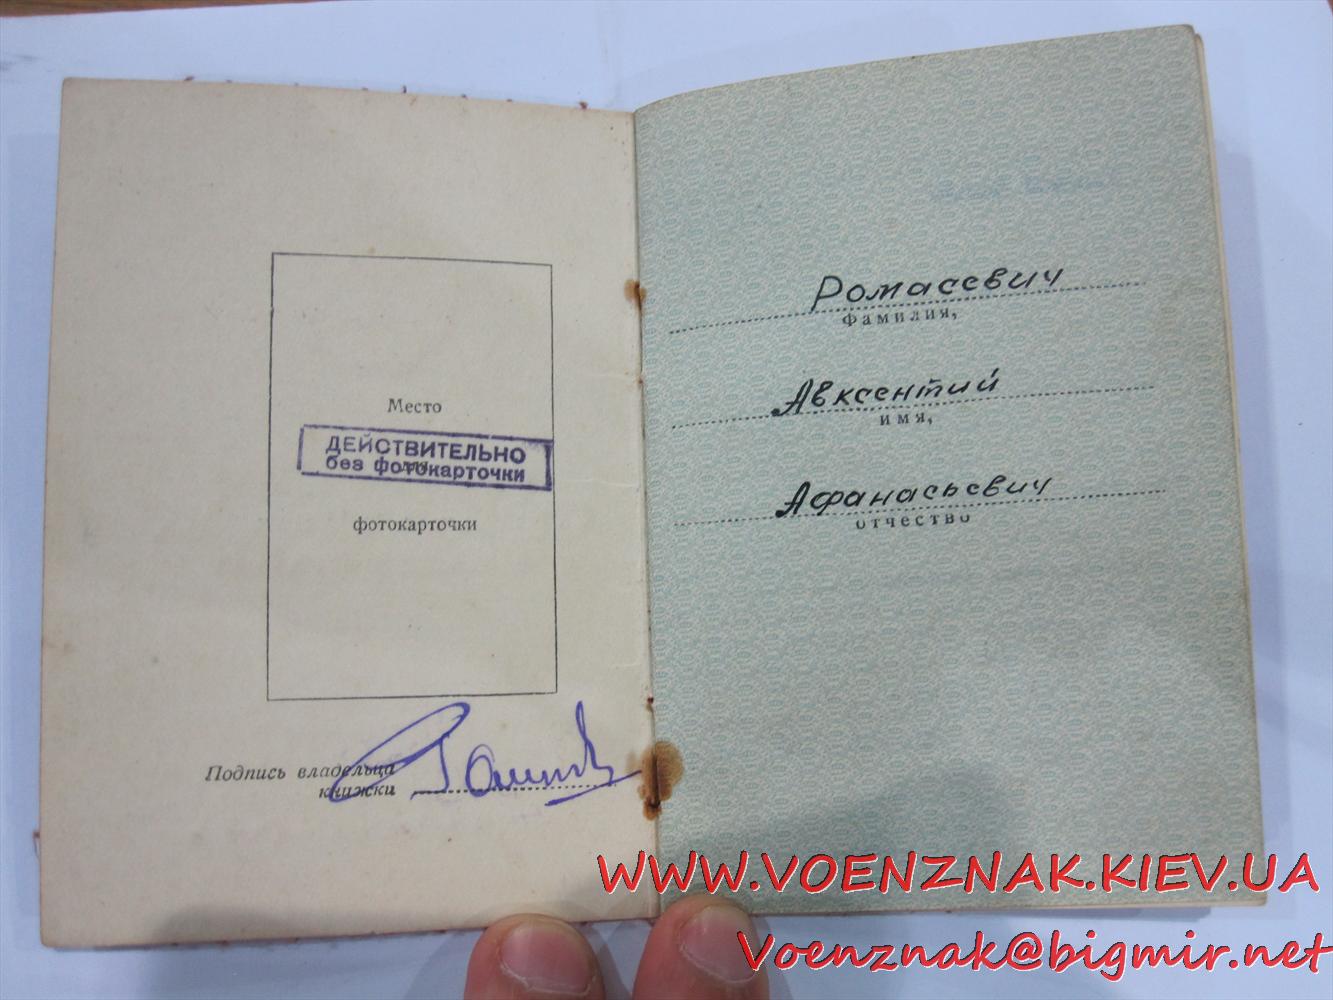 Место
для
ДЕЙСТВИТЕЛЬНО
без фотокарточки
фотокарточки
Подпись владельца
книжки
Ромасевич
фамилия,
Авксентий
имя,
Афанасьевич
отчество
WWW.VOENZNAK.KIEV.UA
Voenznak@bigmir.net